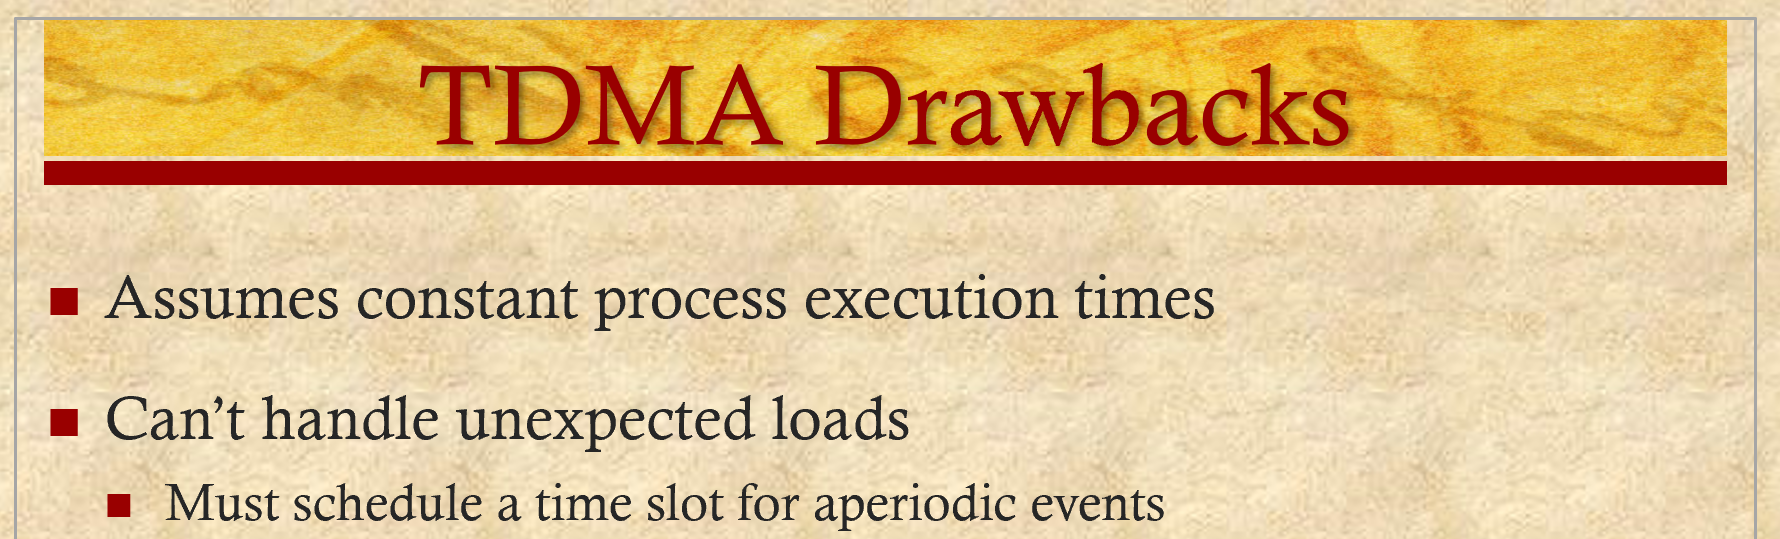 TDMA Drawbacks
Assumes constant process execution times
Can’t handle unexpected loads
Must schedule a time slot for aperiodic events